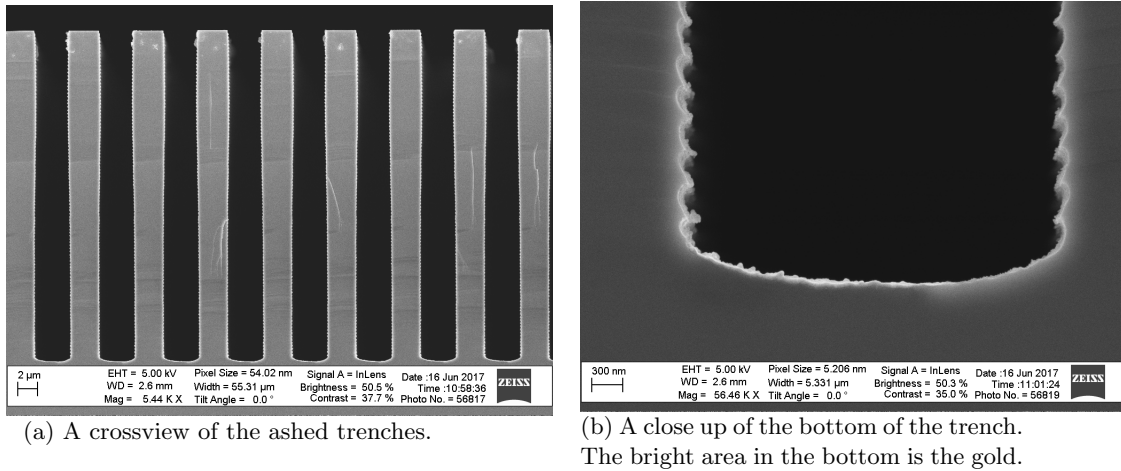 2 µm
EHT = 5.00 kV
WD = 2.6 mm
Mag = 5.44 K X
Pixel Size = 54.02 nm
Width = 55.31 µm
Tilt Angle = 0.0 °
Signal A = InLens
Brightness = 50.5 %
Contrast = 37.7 %
Date :16 Jun 2017
Time :10:58:36
Photo No. = 56817
ZEISS
(a) A crossview of the ashed trenches.
300 nm
EHT = 5.00 kV
WD = 2.6 mm
Mag = 56.46 K X
Pixel Size = 5.206 nm
Width = 5.331 µm
Tilt Angle = 0.0 °
Signal A = InLens
Brightness = 50.3 %
Contrast = 35.0 %
Date :16 Jun 2017
Time :11:01:24
Photo No. = 56819
ZEISS
(b) A close up of the bottom of the trench.
The bright area in the bottom is the gold.